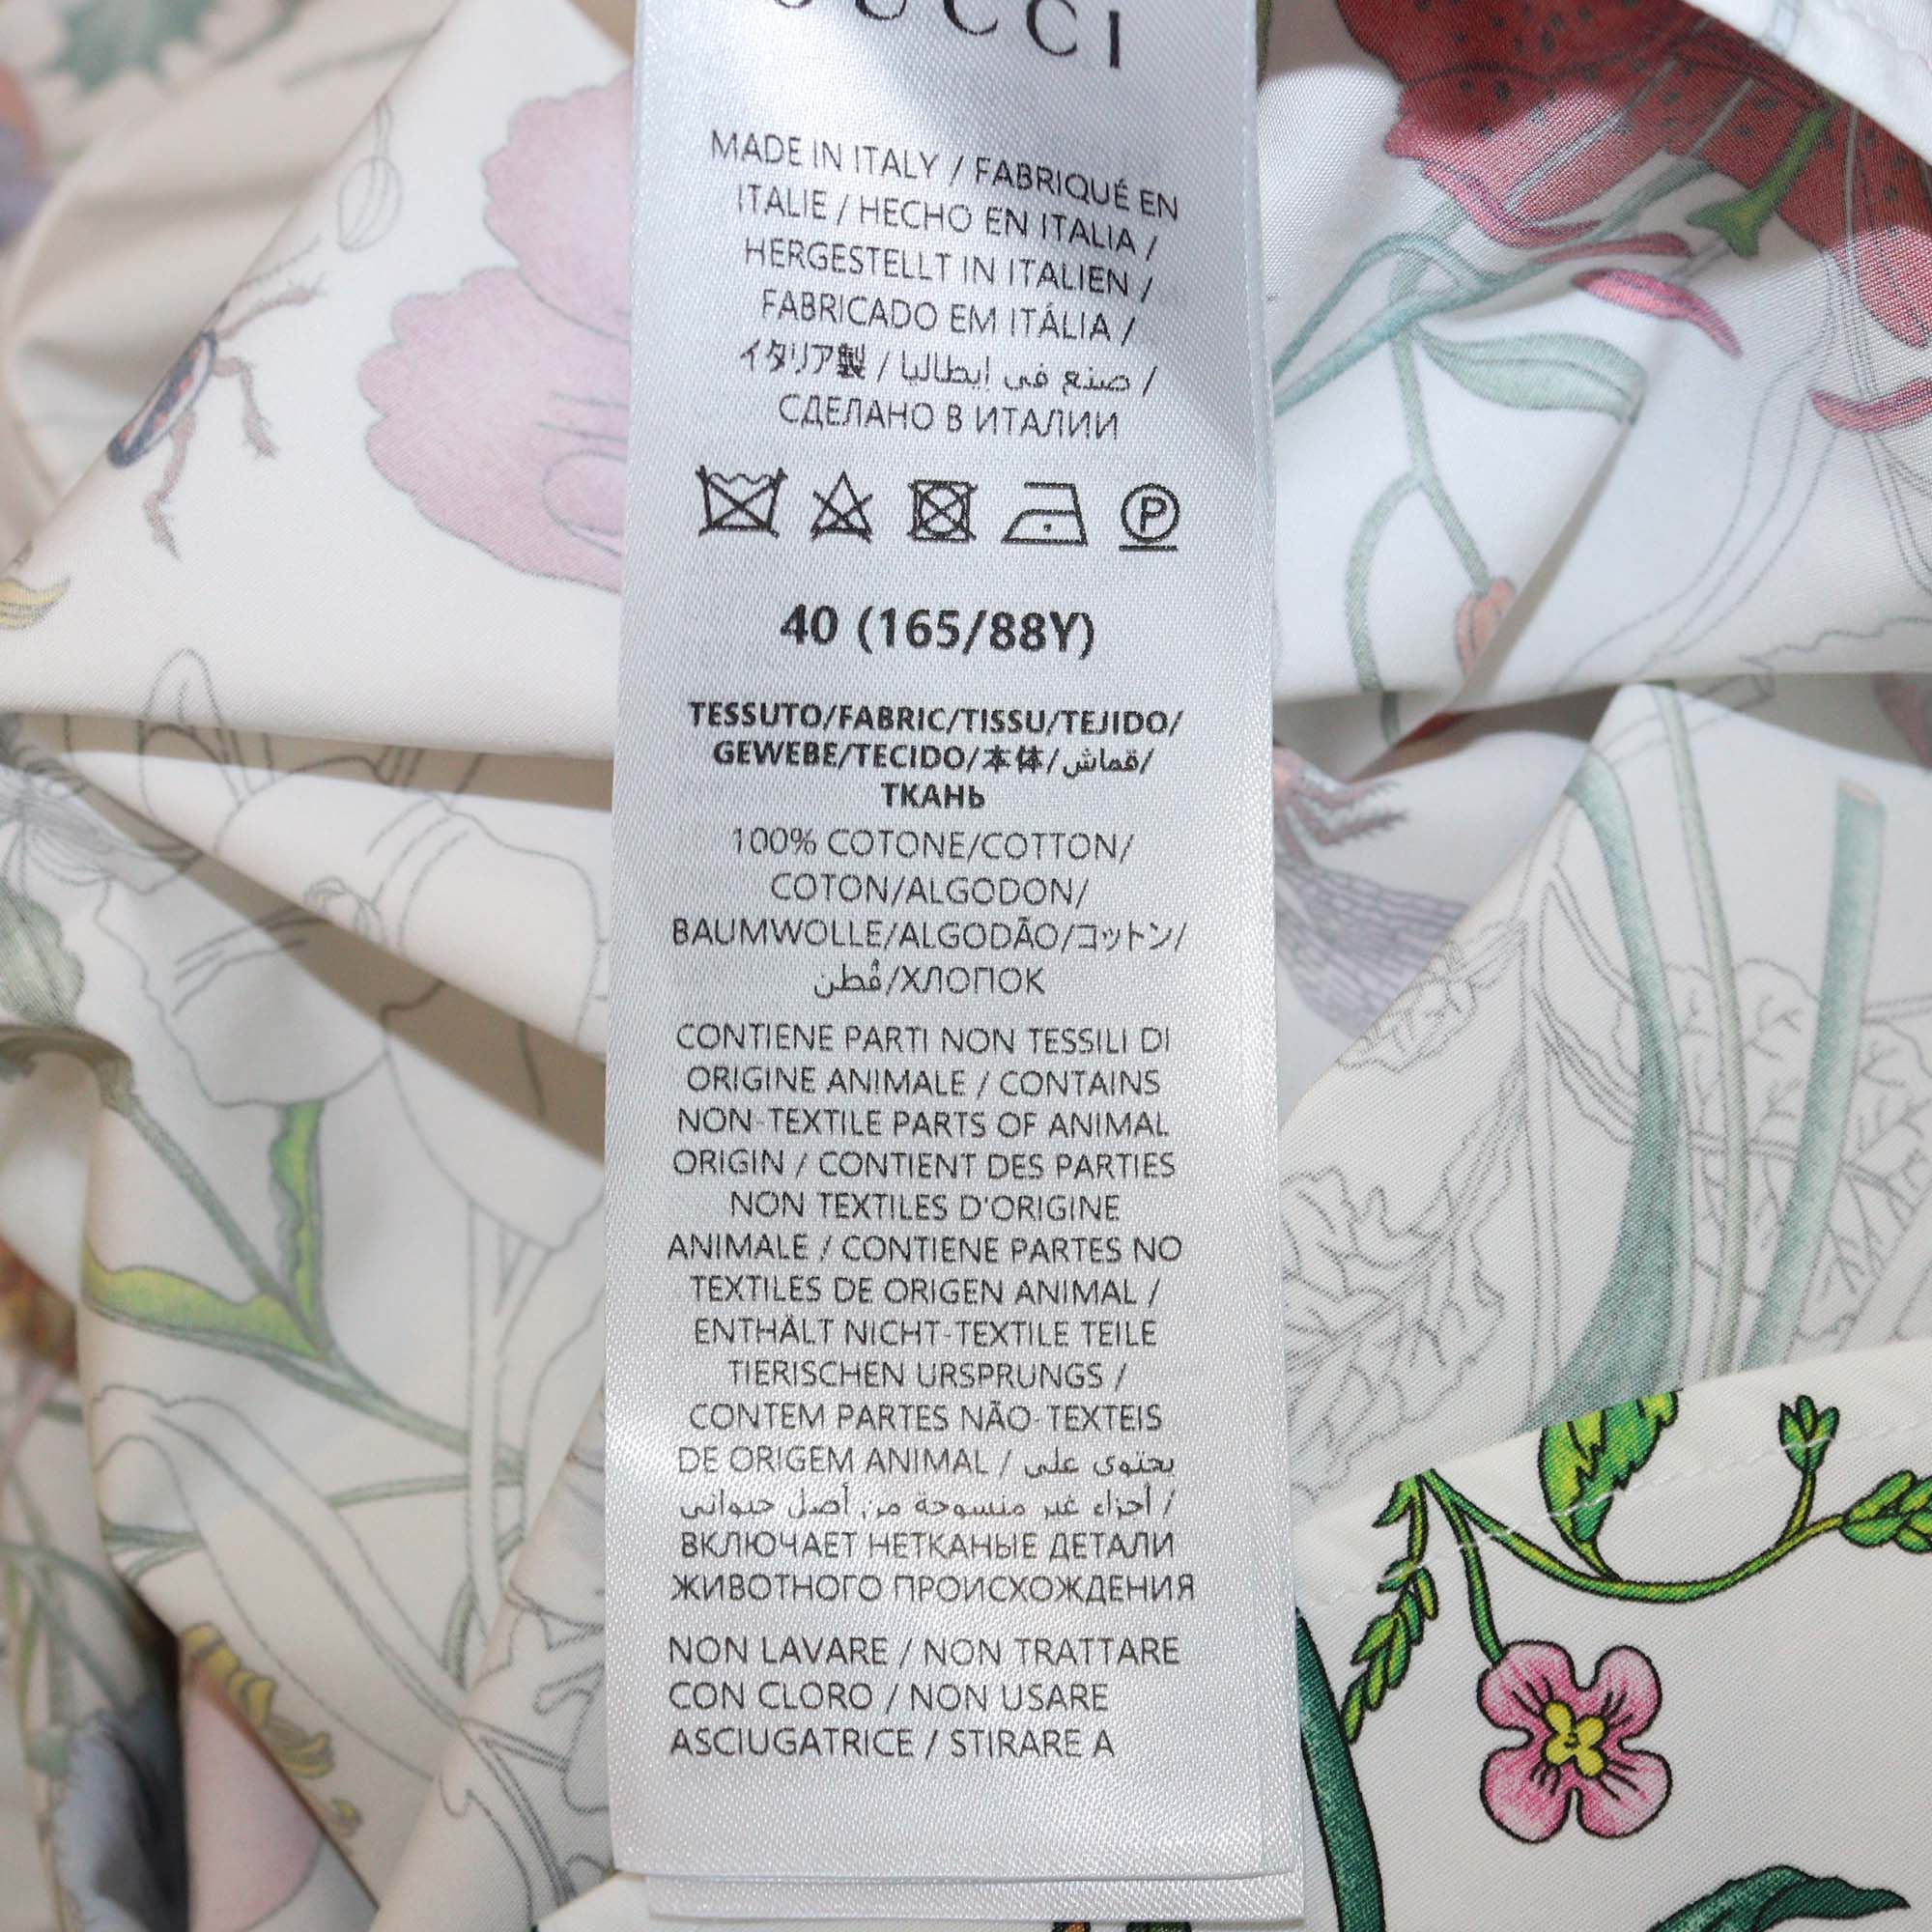 GUCCI
MADE IN ITALY / FABRIQUÉ EN
ITALIE / HECHO EN ITALIA /
HERGESTELLT IN ITALIEN /
FABRICADO EM ITÁLIA /
イタリア製 / صنع في إيطاليا /
СДЕЛАНО В ИТАЛИИ
P
40 (165/88Y)
TESSUTO/FABRIC/TISSU/TEJIDO/
GEWEBE/TECIDO/本体/قماش/
ТКАНЬ
100% COTONE/COTTON/
COTON/ALGODON/
BAUMWOLLE/ALGODÃO/コットン/
قُطن/ХЛОПОК
CONTIENE PARTI NON TESSILI DI
ORIGINE ANIMALE / CONTAINS
NON-TEXTILE PARTS OF ANIMAL
ORIGIN / CONTIENT DES PARTIES
NON TEXTILES D'ORIGINE
ANIMALE / CONTIENE PARTES NO
TEXTILES DE ORIGEN ANIMAL /
ENTHÄLT NICHT-TEXTILE TEILE
TIERISCHEN URSPRUNGS /
CONTEM PARTES NÃO-TEXTEIS
DE ORIGEM ANIMAL / يحتوي على
أجزاء غير منسوجة من أصل حيواني /
ВКЛЮЧАЕТ НЕТКАНЫЕ ДЕТАЛИ
ЖИВОТНОГО ПРОИСХОЖДЕНИЯ
NON LAVARE / NON TRATTARE
CON CLORO / NON USARE
ASCIUGATRICE / STIRARE A